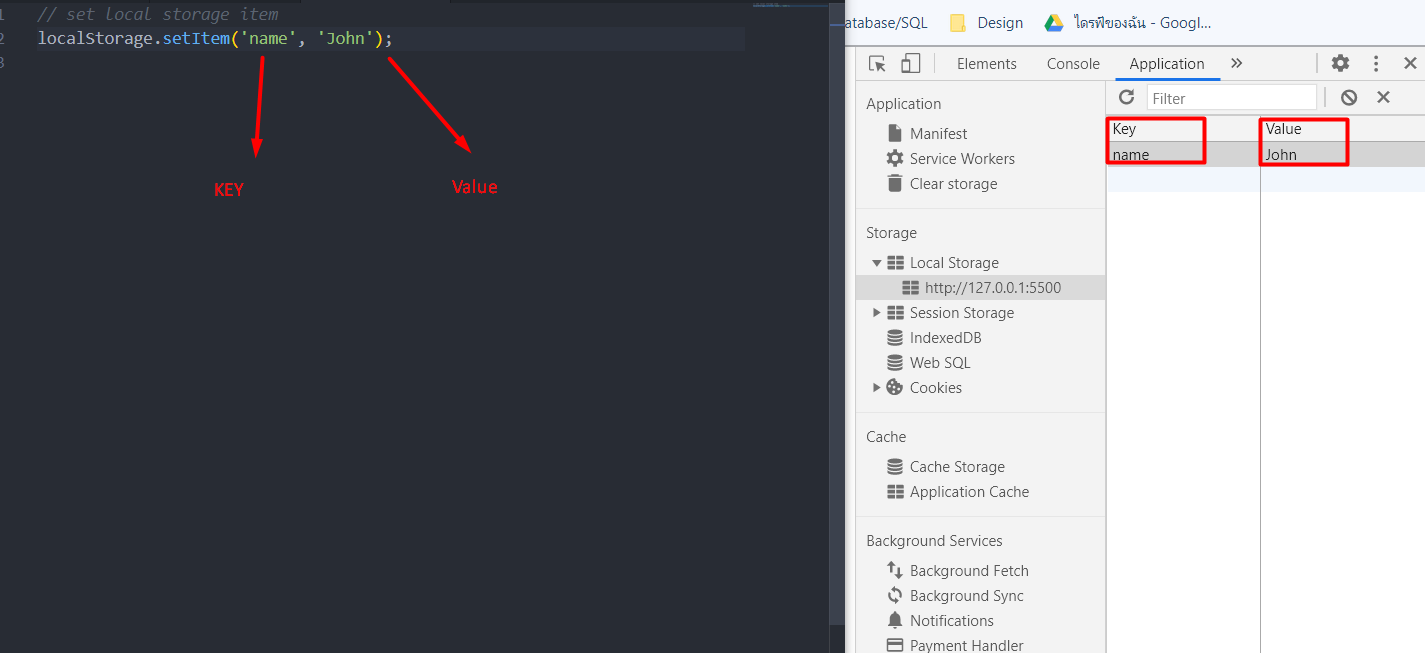 1 // set local storage item
2 localStorage.setItem('name', 'John');
3
KEY
Value
atabase/SQL
Design
ไดรฟ์ของฉัน - Googl...
Elements
Console
Application
Filter
Application
Manifest
Service Workers
Clear storage
Storage
Local Storage
http://127.0.0.1:5500
Session Storage
IndexedDB
Web SQL
Cookies
Cache
Cache Storage
Application Cache
Background Services
Background Fetch
Background Sync
Notifications
Payment Handler
Key Value
name John